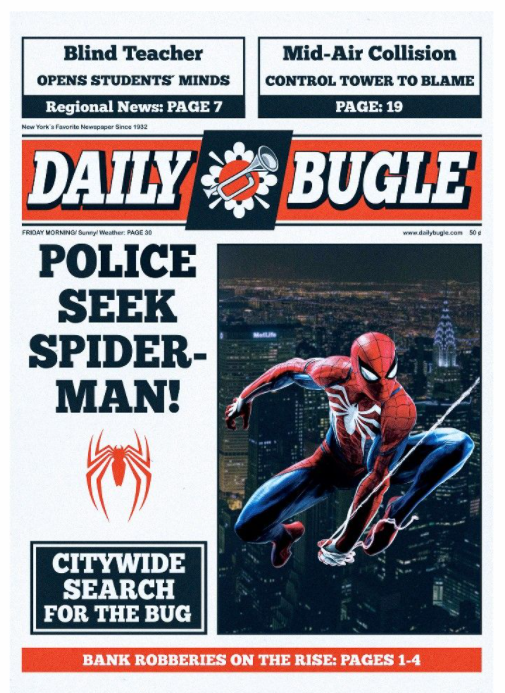 Blind Teacher
OPENS STUDENTS' MINDS
Regional News: PAGE 7
Mid-Air Collision
CONTROL TOWER TO BLAME
PAGE: 19
New York's Favorite Newspaper Since 1932
DAILY BUGLE
FRIDAY MORNING/ Sunny/ Weather: PAGE 30
www.dailybugle.com 50 ¢
POLICE
SEEK
SPIDER-
MAN!
MetLife
CITYWIDE
SEARCH
FOR THE BUG
BANK ROBBERIES ON THE RISE: PAGES 1-4